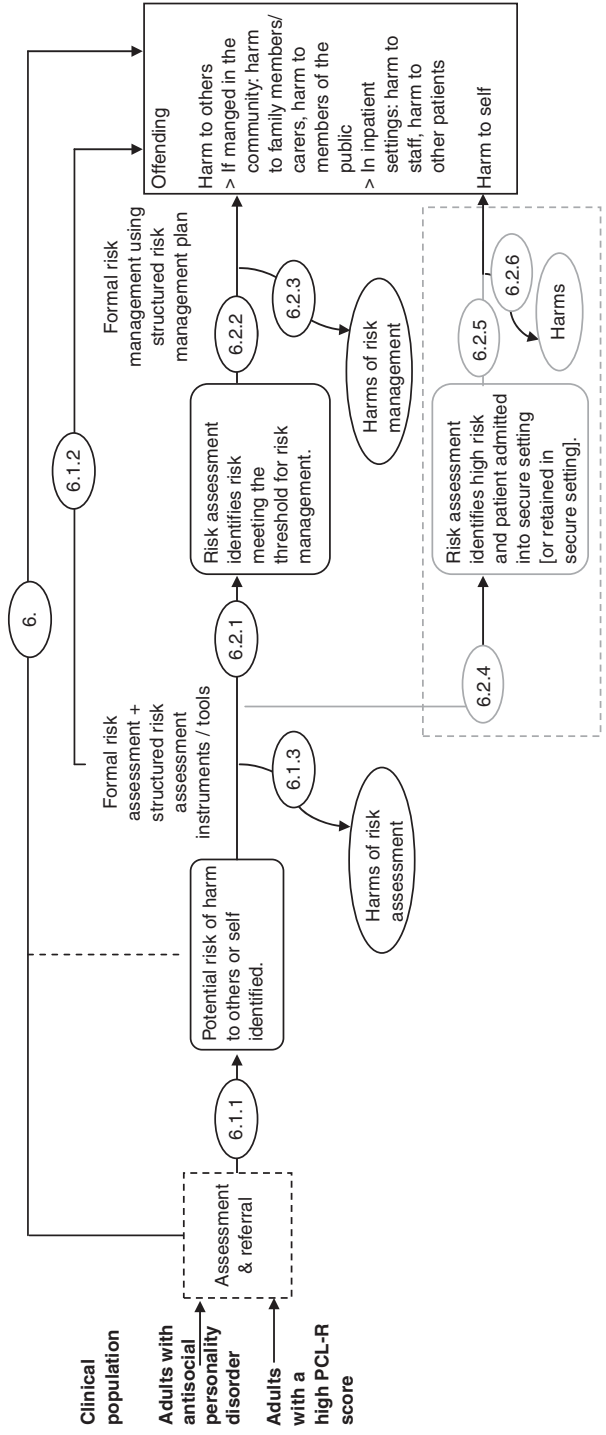 Clinical
population
Adults with
antisocial
personality
disorder
Adults
with a
high PCL-R
score
Assessment
& referral
6.
6.1.1
6.1.2
Potential risk of harm
to others or self
identified.
Formal risk
assessment +
structured risk
assessment
instruments / tools
6.1.3
Harms of risk
assessment
6.2.1
Risk assessment
identifies risk
meeting the
threshold for risk
management.
6.2.2
Formal risk
management using
structured risk
management plan
6.2.3
Harms of risk
management
6.2.4
Risk assessment
identifies high risk
and patient admitted
into secure setting
[or retained in
secure setting].
6.2.5
6.2.6
Harms
Offending
Harm to others
> If manged in the
community: harm
to family members/
carers, harm to
members of the
public
> In inpatient
settings: harm to
staff, harm to
other patients
Harm to self